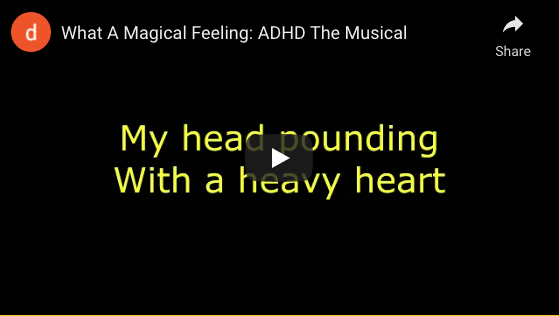 d
What A Magical Feeling: ADHD The Musical
Share
My head pounding
With a heavy heart